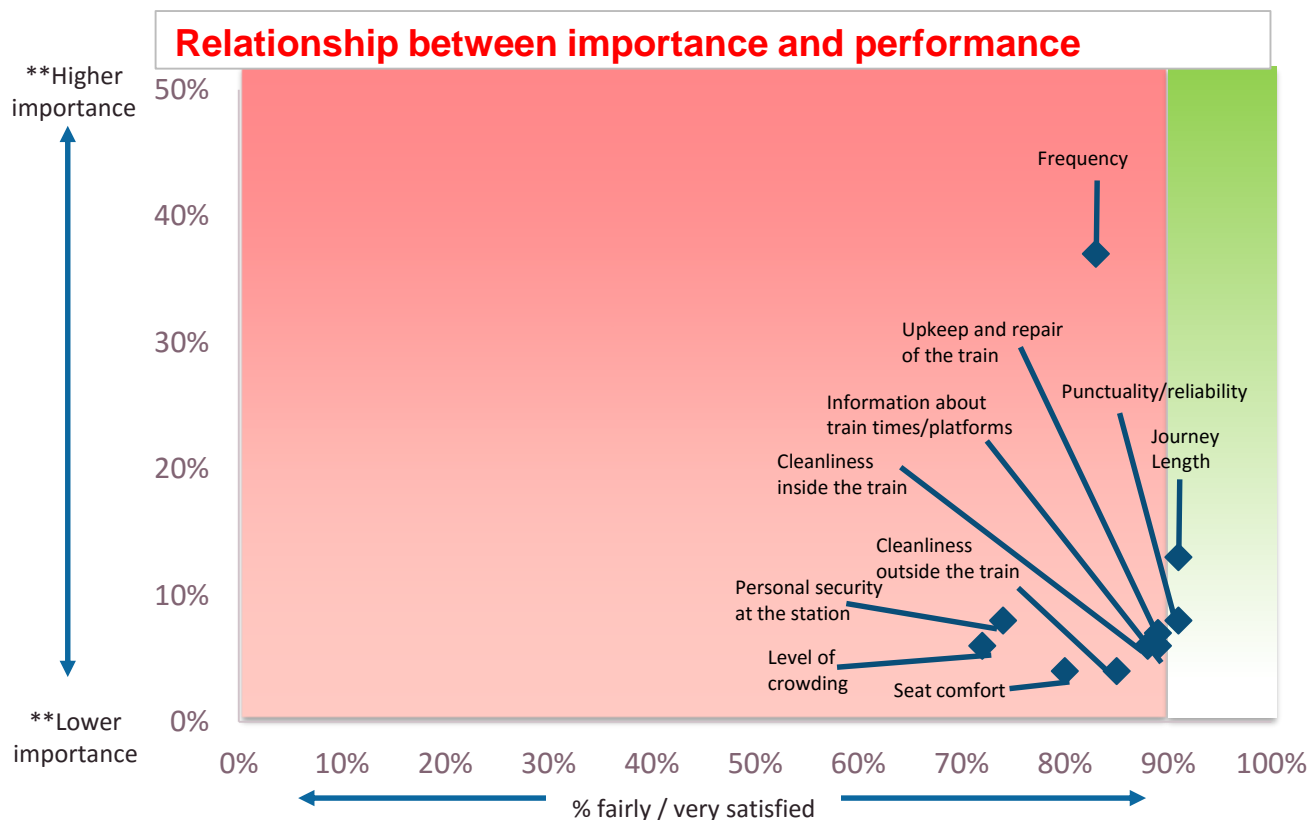 Relationship between importance and performance
**Higher
importance
50%
40%
30%
20%
10%
0%
**Lower
importance
Frequency
Upkeep and repair
of the train
Punctuality/reliability
Information about
train times/platforms
Journey
Length
Cleanliness
inside the train
Cleanliness
outside the train
Personal security
at the station
Level of
crowding
Seat comfort
0% 10% 20% 30% 40% 50% 60% 70% 80% 90% 100%
% fairly / very satisfied